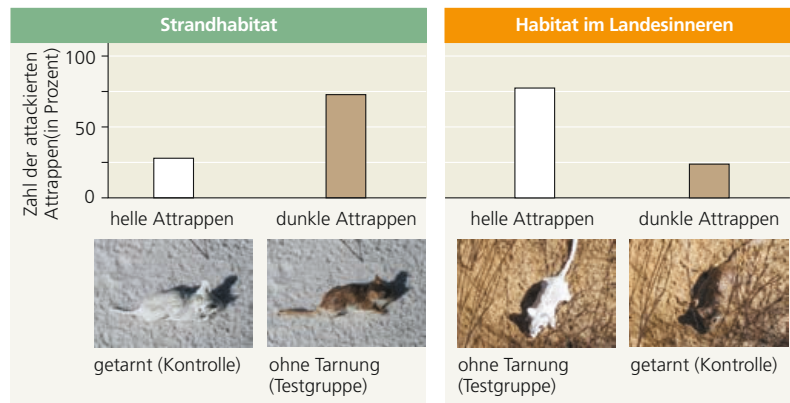 Strandhabitat
Zahl der attackierten
Attrappen(in Prozent)
100
50
0
helle Attrappen
dunkle Attrappen
getarnt (Kontrolle)
ohne Tarnung
(Testgruppe)
Habitat im Landesinneren
helle Attrappen
dunkle Attrappen
ohne Tarnung
(Testgruppe)
getarnt (Kontrolle)